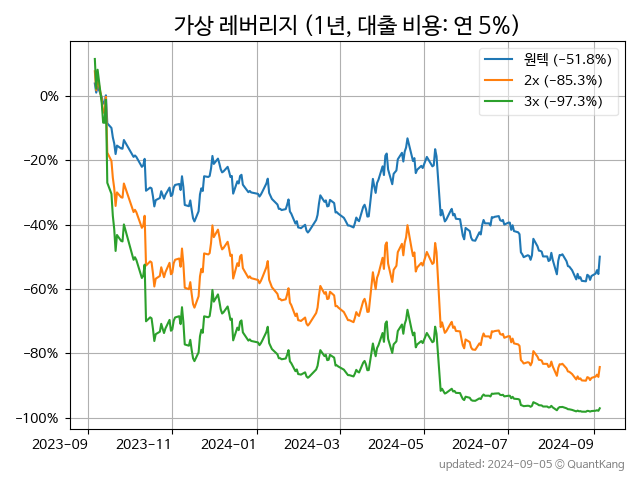 가상 레버리지 (1년, 대출 비용: 연 5%)
원텍 (-51.8%)
2x (-85.3%)
3x (-97.3%)
0%
−20%
−40%
−60%
−80%
−100%
2023-09
2023-11
2024-01
2024-03
2024-05
2024-07
2024-09
updated: 2024-09-05 © QuantKang